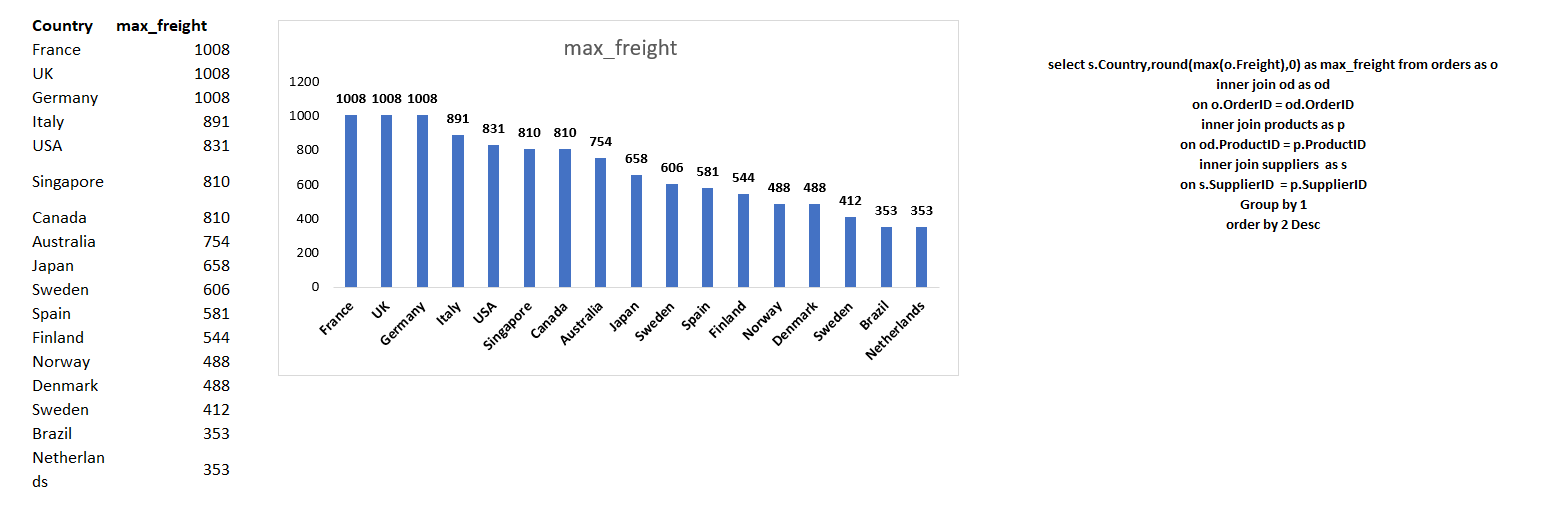 Country max_freight
France 1008
UK 1008
Germany 1008
Italy 891
USA 831
Singapore 810
Canada 810
Australia 754
Japan 658
Sweden 606
Spain 581
Finland 544
Norway 488
Denmark 488
Sweden 412
Brazil 353
Netherlan
ds 353
max_freight
1200
1000
800
600
400
200
0
1008 1008 1008 891 831 810 810 754 658 606 581 544 488 488 412 353 353
France UK Germany Italy USA Singapore Canada Australia Japan Sweden Spain Finland Norway Denmark Sweden Brazil Netherlands
select s.Country,round(max(o.Freight),0) as max_freight from orders as o
inner join od as od
on o.OrderID = od.OrderID
inner join products as p
on od.ProductID = p.ProductID
inner join suppliers  as s
on s.SupplierID  = p.SupplierID
Group by 1
order by 2 Desc